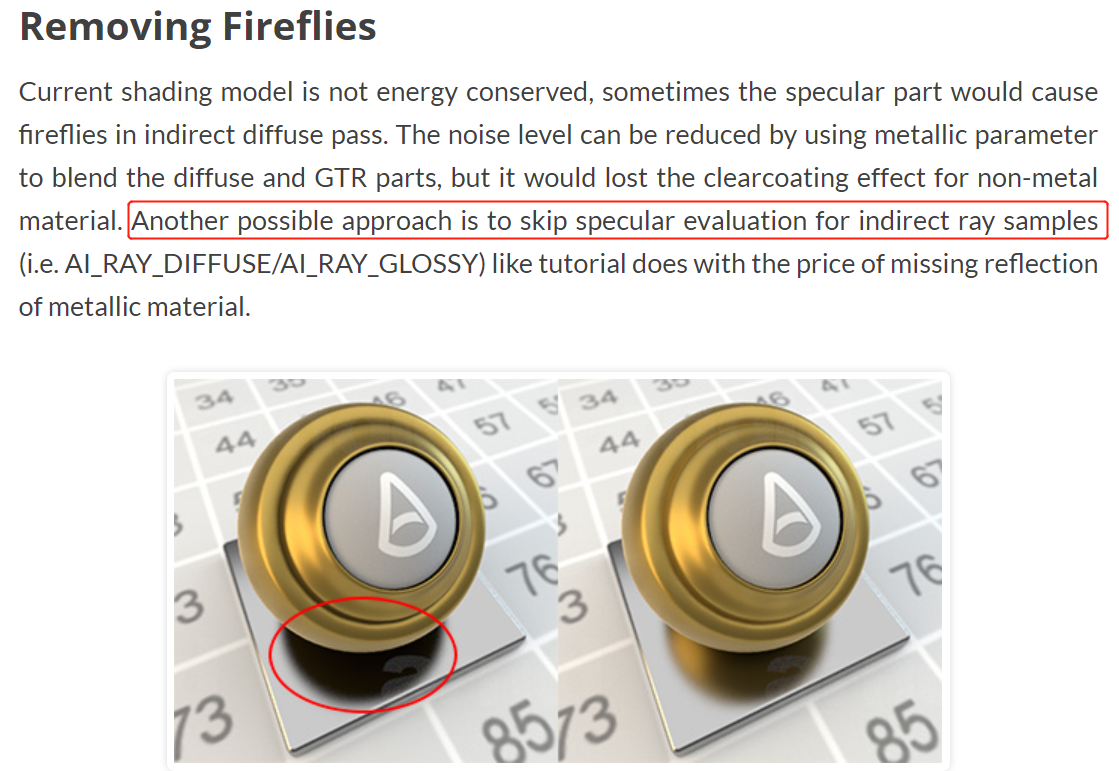 Removing Fireflies
Current shading model is not energy conserved, sometimes the specular part would cause
fireflies in indirect diffuse pass. The noise level can be reduced by using metallic parameter
to blend the diffuse and GTR parts, but it would lost the clearcoating effect for non-metal
material. Another possible approach is to skip specular evaluation for indirect ray samples
(i.e. AI_RAY_DIFFUSE/AI_RAY_GLOSSY) like tutorial does with the price of missing reflection
of metallic material.
34 35 46 47
44 57
67
76
3
73 85
34 35 46 47
44 57
67
76
3
73 85